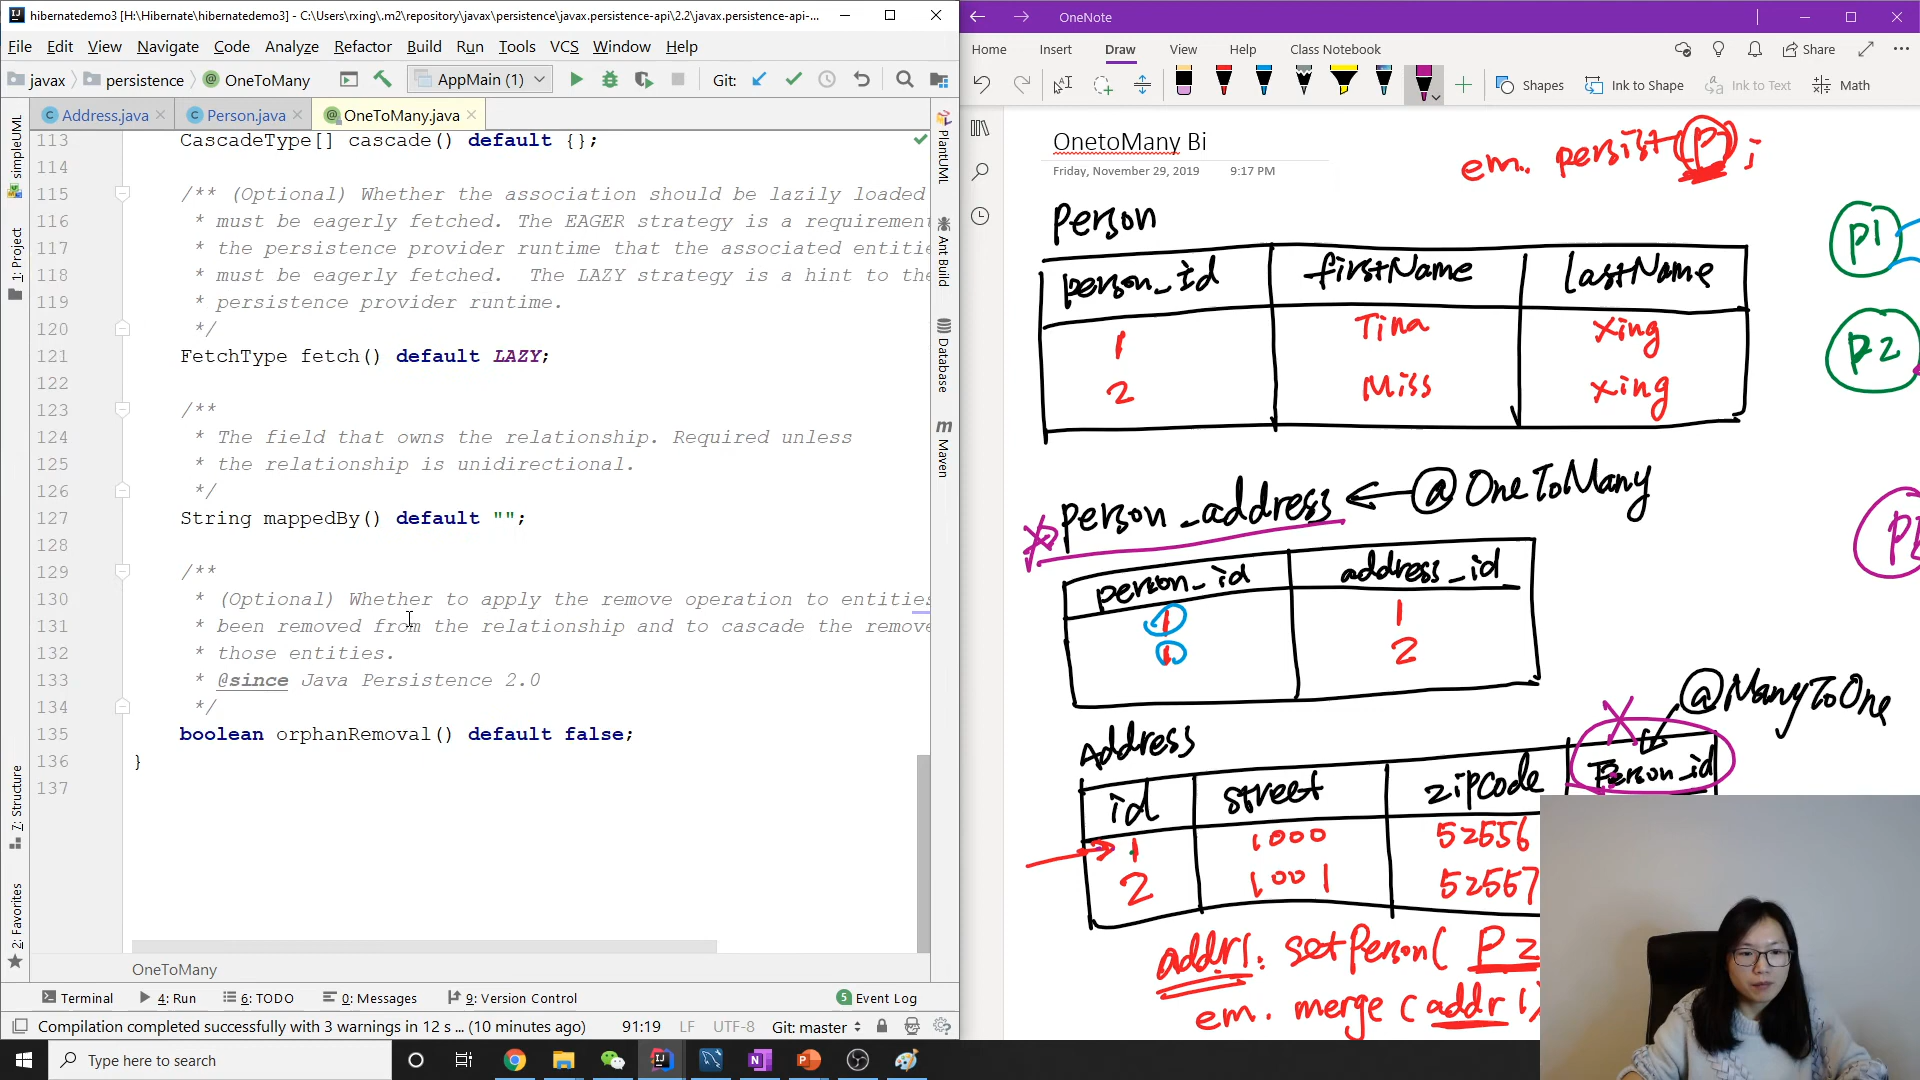 hibernatedemo3 [H:\Hibernate\hibernatedemo3] - C:\Users\rxing\.m2\repository\javax\persistence\javax.persistence-api\2.2\javax.persistence-api-...
File Edit View Navigate Code Analyze Refactor Build Run Tools VCS Window Help
javax persistence OneToMany AppMain (1) Git:
Address.java Person.java OneToMany.java
113 CascadeType[] cascade() default {};
114
115 /** (Optional) Whether the association should be lazily loaded
116 * must be eagerly fetched. The EAGER strategy is a requirement
117 * the persistence provider runtime that the associated entitie
118 * must be eagerly fetched.  The LAZY strategy is a hint to the
119 * persistence provider runtime.
120 */
121 FetchType fetch() default LAZY;
122
123 /**
124 * The field that owns the relationship. Required unless
125 * the relationship is unidirectional.
126 */
127 String mappedBy() default "";
128
129 /**
130 * (Optional) Whether to apply the remove operation to entities
131 * been removed from the relationship and to cascade the remove
132 * those entities.
133 * @since Java Persistence 2.0
134 */
135 boolean orphanRemoval() default false;
136 }
137
OneToMany
simpleUML
1: Project
7: Structure
2: Favorites
PlantUML
Ant Build
Database
Maven
Terminal 4: Run 6: TODO 0: Messages 9: Version Control 5 Event Log
Compilation completed successfully with 3 warnings in 12 s ... (10 minutes ago) 91:19 LF UTF-8 Git: master
Type here to search
OneNote
Home Insert Draw View Help Class Notebook Share
Shapes Ink to Shape Ink to Text Math
OnetoMany Bi
Friday, November 29, 2019 9:17 PM
em. persist(p);
Person
person_id firstName lastName
1 Tina Xing
2 Miss Xing
p1
p2
person_address ← @OneToMany
person_id address_id
1 1
1 2
@ManyToOne
Address
id street zipcode Person_id
1 1000 52556
2 1001 52557
addr1. setPerson( P2
em. merge (addr1)